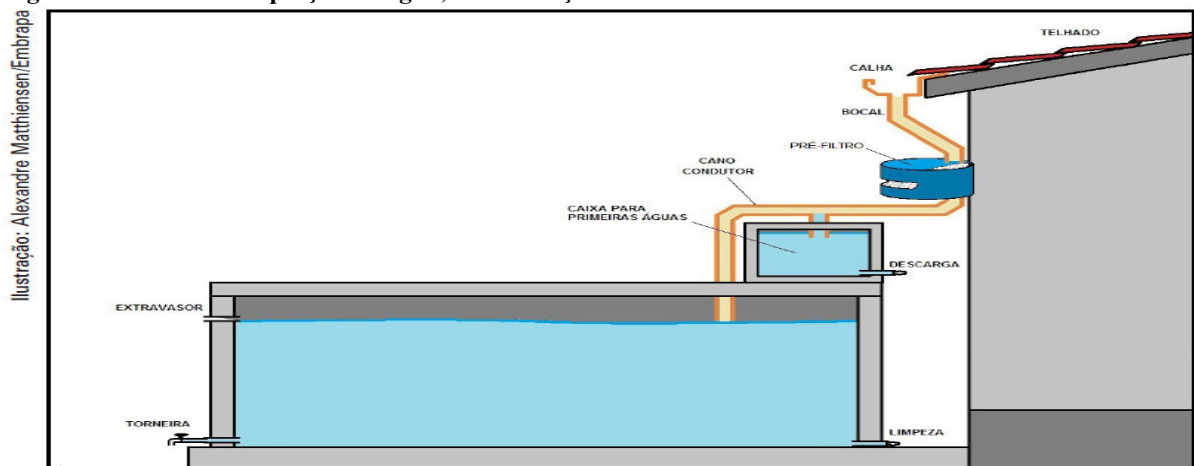 Ilustração: Alexandre Matthiensen/Embrapa
TELHADO
CALHA
BOCAL
PRÉ-FILTRO
CANO
CONDUTOR
CAIXA PARA
PRIMEIRAS ÁGUAS
DESCARGA
EXTRAVASOR
TORNEIRA
LIMPEZA